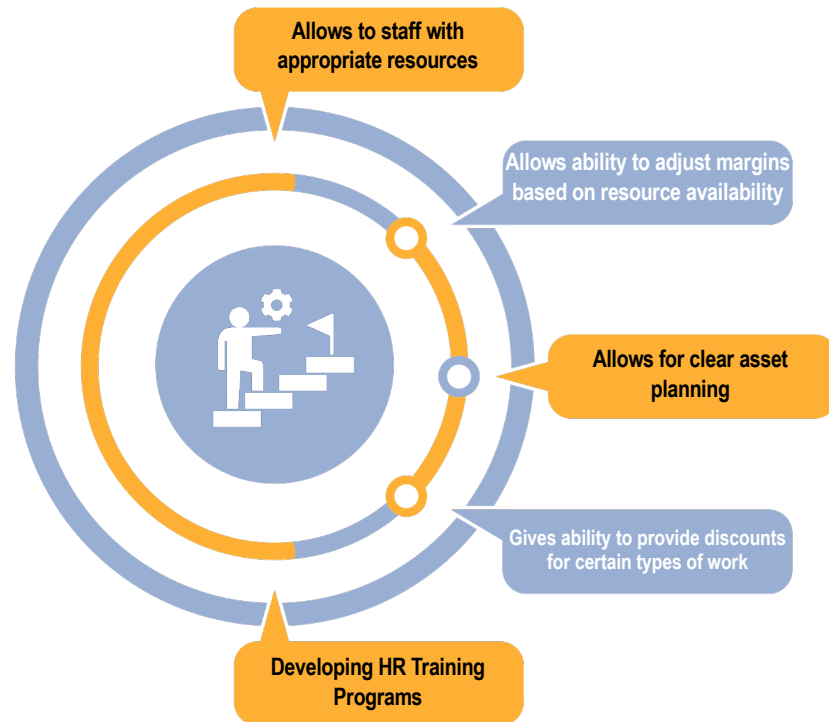 Allows to staff with
appropriate resources
Allows ability to adjust margins
based on resource availability
Allows for clear asset
planning
Gives ability to provide discounts
for certain types of work
Developing HR Training
Programs